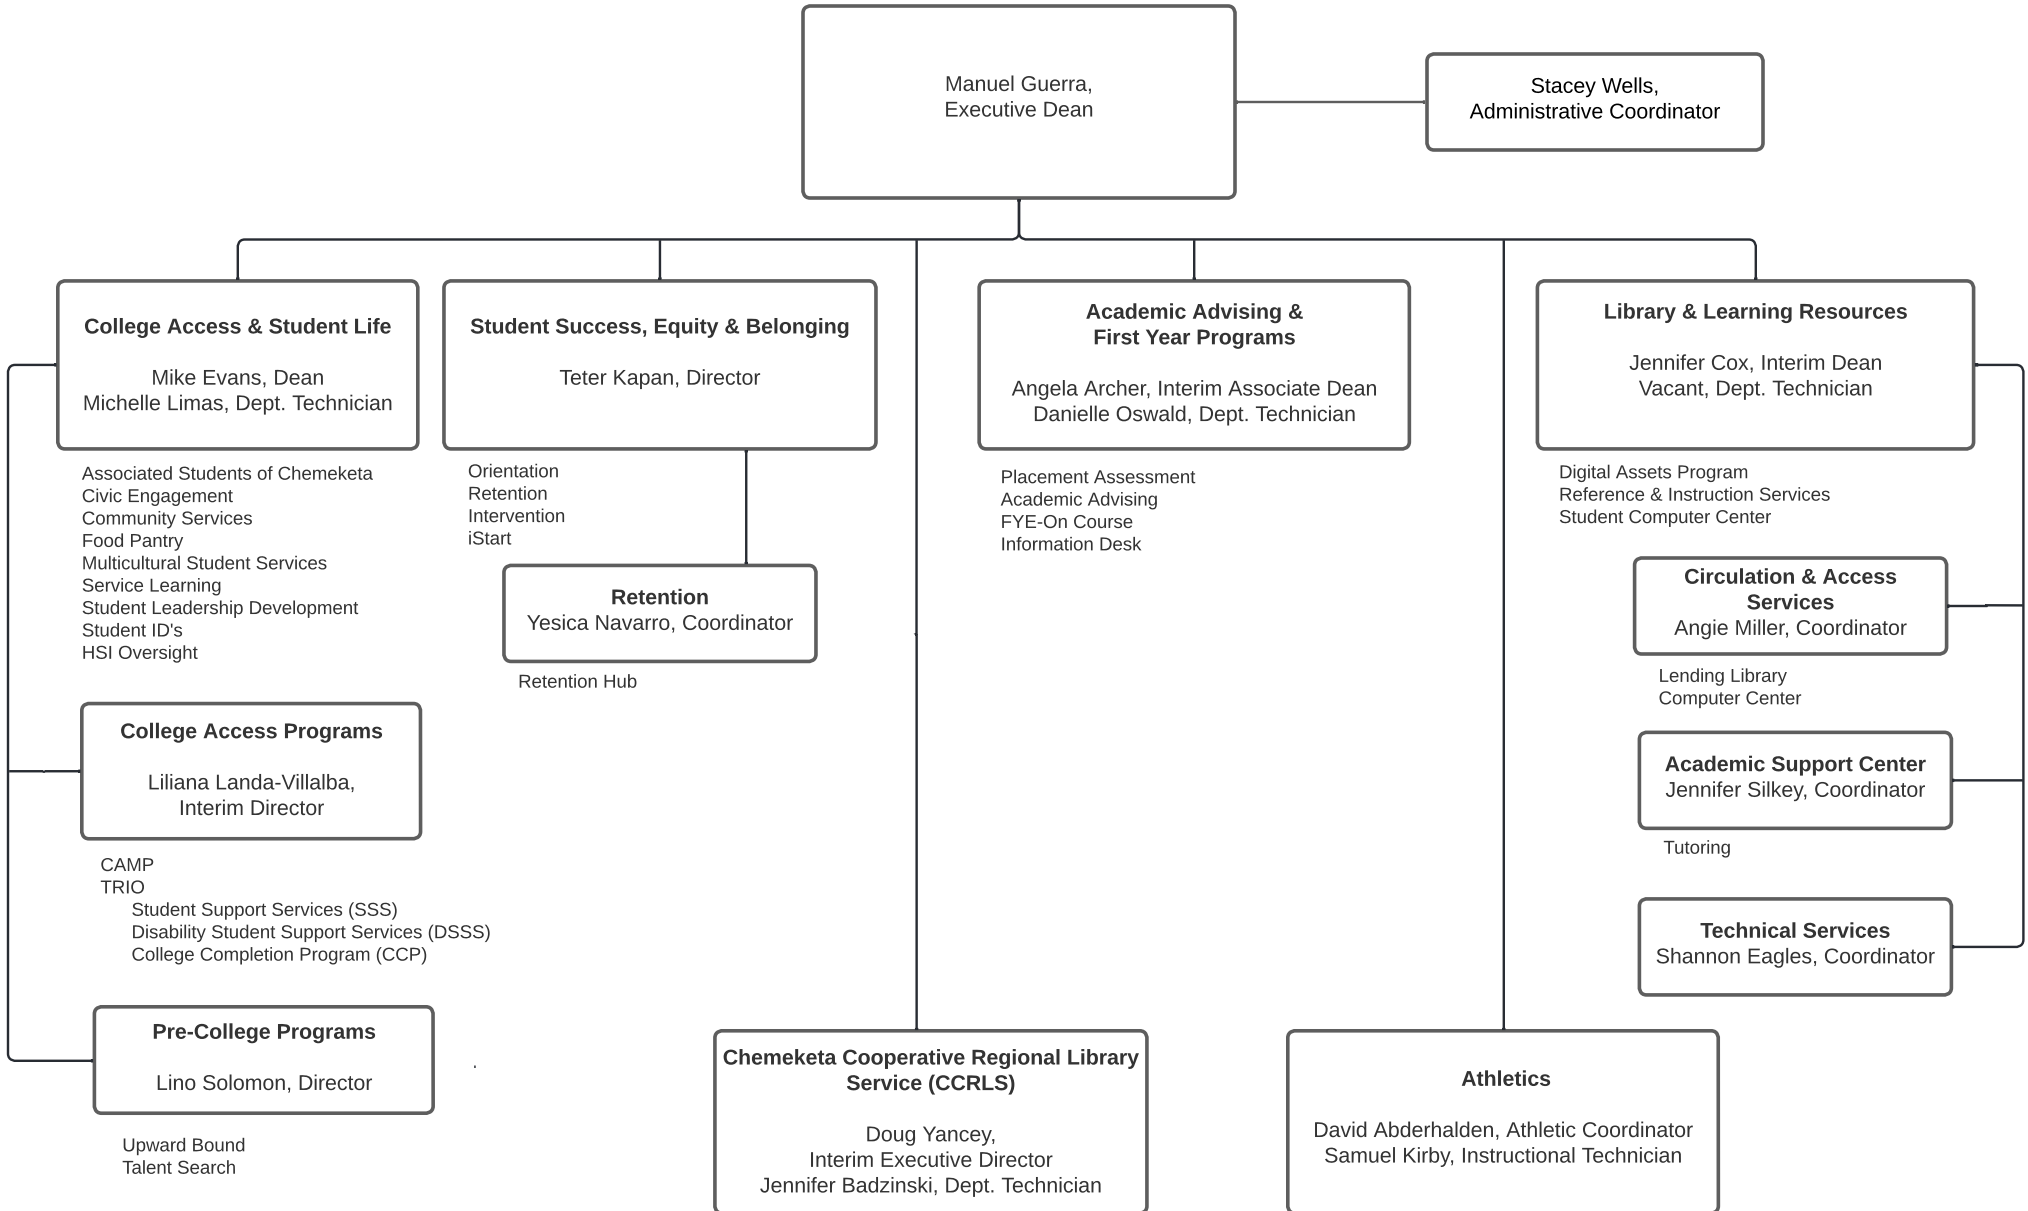 Manuel Guerra,
Executive Dean
Stacey Wells,
Administrative Coordinator
College Access & Student Life
Mike Evans, Dean
Michelle Limas, Dept. Technician
Associated Students of Chemeketa
Civic Engagement
Community Services
Food Pantry
Multicultural Student Services
Service Learning
Student Leadership Development
Student ID's
HSI Oversight
College Access Programs
Liliana Landa-Villalba,
Interim Director
CAMP
TRIO
Student Support Services (SSS)
Disability Student Support Services (DSSS)
College Completion Program (CCP)
Pre-College Programs
Lino Solomon, Director
Upward Bound
Talent Search
Student Success, Equity & Belonging
Teter Kapan, Director
Orientation
Retention
Intervention
iStart
Retention
Yesica Navarro, Coordinator
Retention Hub
Chemeketa Cooperative Regional Library
Service (CCRLS)
Doug Yancey,
Interim Executive Director
Jennifer Badzinski, Dept. Technician
Academic Advising &
First Year Programs
Angela Archer, Interim Associate Dean
Danielle Oswald, Dept. Technician
Placement Assessment
Academic Advising
FYE-On Course
Information Desk
Athletics
David Abderhalden, Athletic Coordinator
Samuel Kirby, Instructional Technician
Library & Learning Resources
Jennifer Cox, Interim Dean
Vacant, Dept. Technician
Digital Assets Program
Reference & Instruction Services
Student Computer Center
Circulation & Access
Services
Angie Miller, Coordinator
Lending Library
Computer Center
Academic Support Center
Jennifer Silkey, Coordinator
Tutoring
Technical Services
Shannon Eagles, Coordinator